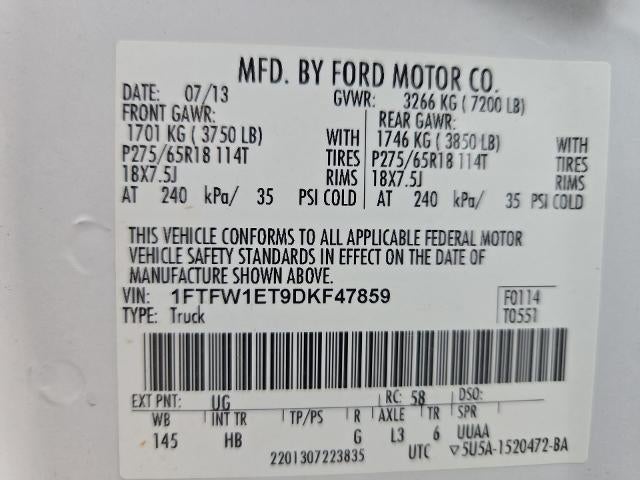 MFD. BY FORD MOTOR CO.
DATE: 07/13 GVWR: 3266 KG ( 7200 LB)
FRONT GAWR: REAR GAWR:
1701 KG ( 3750 LB) WITH 1746 KG ( 3850 LB) WITH
P275/65R18 114T TIRES P275/65R18 114T TIRES
18X7.5J RIMS 18X7.5J RIMS
AT 240 kPa/ 35 PSI COLD AT 240 kPa/ 35 PSI COLD
THIS VEHICLE CONFORMS TO ALL APPLICABLE FEDERAL MOTOR
VEHICLE SAFETY STANDARDS IN EFFECT ON THE DATE OF
MANUFACTURE SHOWN ABOVE.
VIN: 1FTFW1ET9DKF47859 F0114
TYPE: Truck T0551
EXT PNT: UG RC: 58 DSO:
WB INT TR TP/PS R AXLE TR SPR
145 HB G L3 6 UUAA
2201307223835 UTC ▽5U5A-1520472-BA